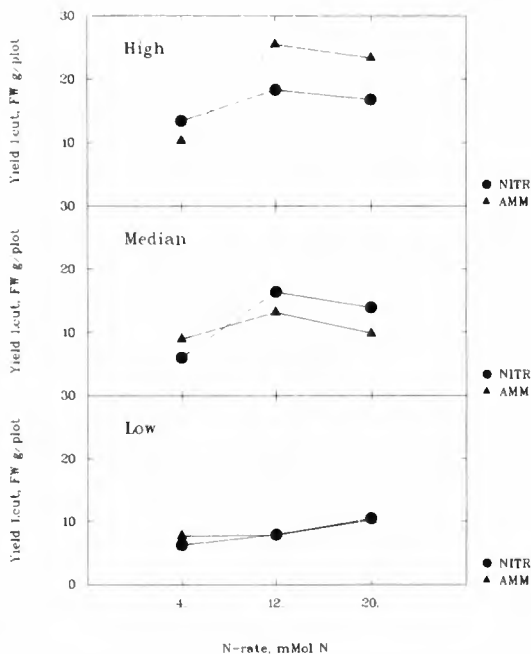 Yield 1.cut, FW g/plot
30
20
10
High
NITR
AMM
Yield 1.cut, FW g/plot
30
20
10
Median
NITR
AMM
Yield 1.cut, FW g/plot
30
20
10
0
Low
NITR
AMM
4. 12. 20.
N-rate, mMol N